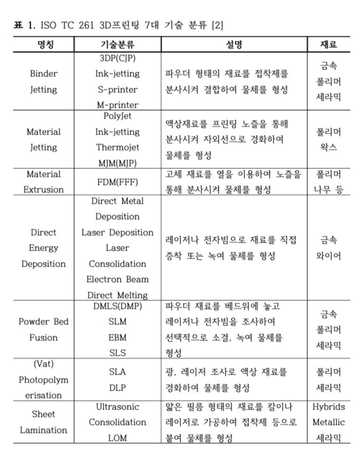 표 1. ISO TC 261 3D프린팅 7대 기술 분류 [2]
명칭 기술분류 설명 재료
Binder
Jetting
3DP(CJP)
Ink-jetting
S-printer
M-printer
파우더 형태의 재료를 접착제를
분사시켜 결합하여 물체를 형성
금속
폴리머
세라믹
Material
Jetting
PolyJet
Ink-jetting
Thermojet
MJM(MJP)
액상재료를 프린팅 노즐을 통해
분사시켜 자외선으로 경화하여
물체를 형성
폴리머
왁스
Material
Extrusion
FDM(FFF)
고체 재료를 열을 이용하여 노즐을
통해 분사시켜 물체를 형성
폴리머
나무 등
Direct
Energy
Deposition
Direct Metal
Deposition
Laser Deposition
Laser
Consolidation
Electron Beam
Direct Melting
레이저나 전자빔으로 재료를 직접
증착 또는 녹여 물체를 형성
금속
와이어
Powder Bed
Fusion
DMLS(DMP)
SLM
EBM
SLS
파우더 재료를 베드위에 놓고
레이저나 전자빔을 조사하여
선택적으로 소결, 녹여 물체를
형성
금속
폴리머
세라믹
(Vat)
Photopolym
erisation
SLA
DLP
광, 레이저 조사로 액상 재료를
경화하여 물체를 형성
폴리머
세라믹
Sheet
Lamination
Ultrasonic
Consolidation
LOM
얇은 필름 형태의 재료를 칼이나
레이저로 가공하여 접착제 등으로
붙여 물체를 형성
Hybrids
Metallic
세라믹